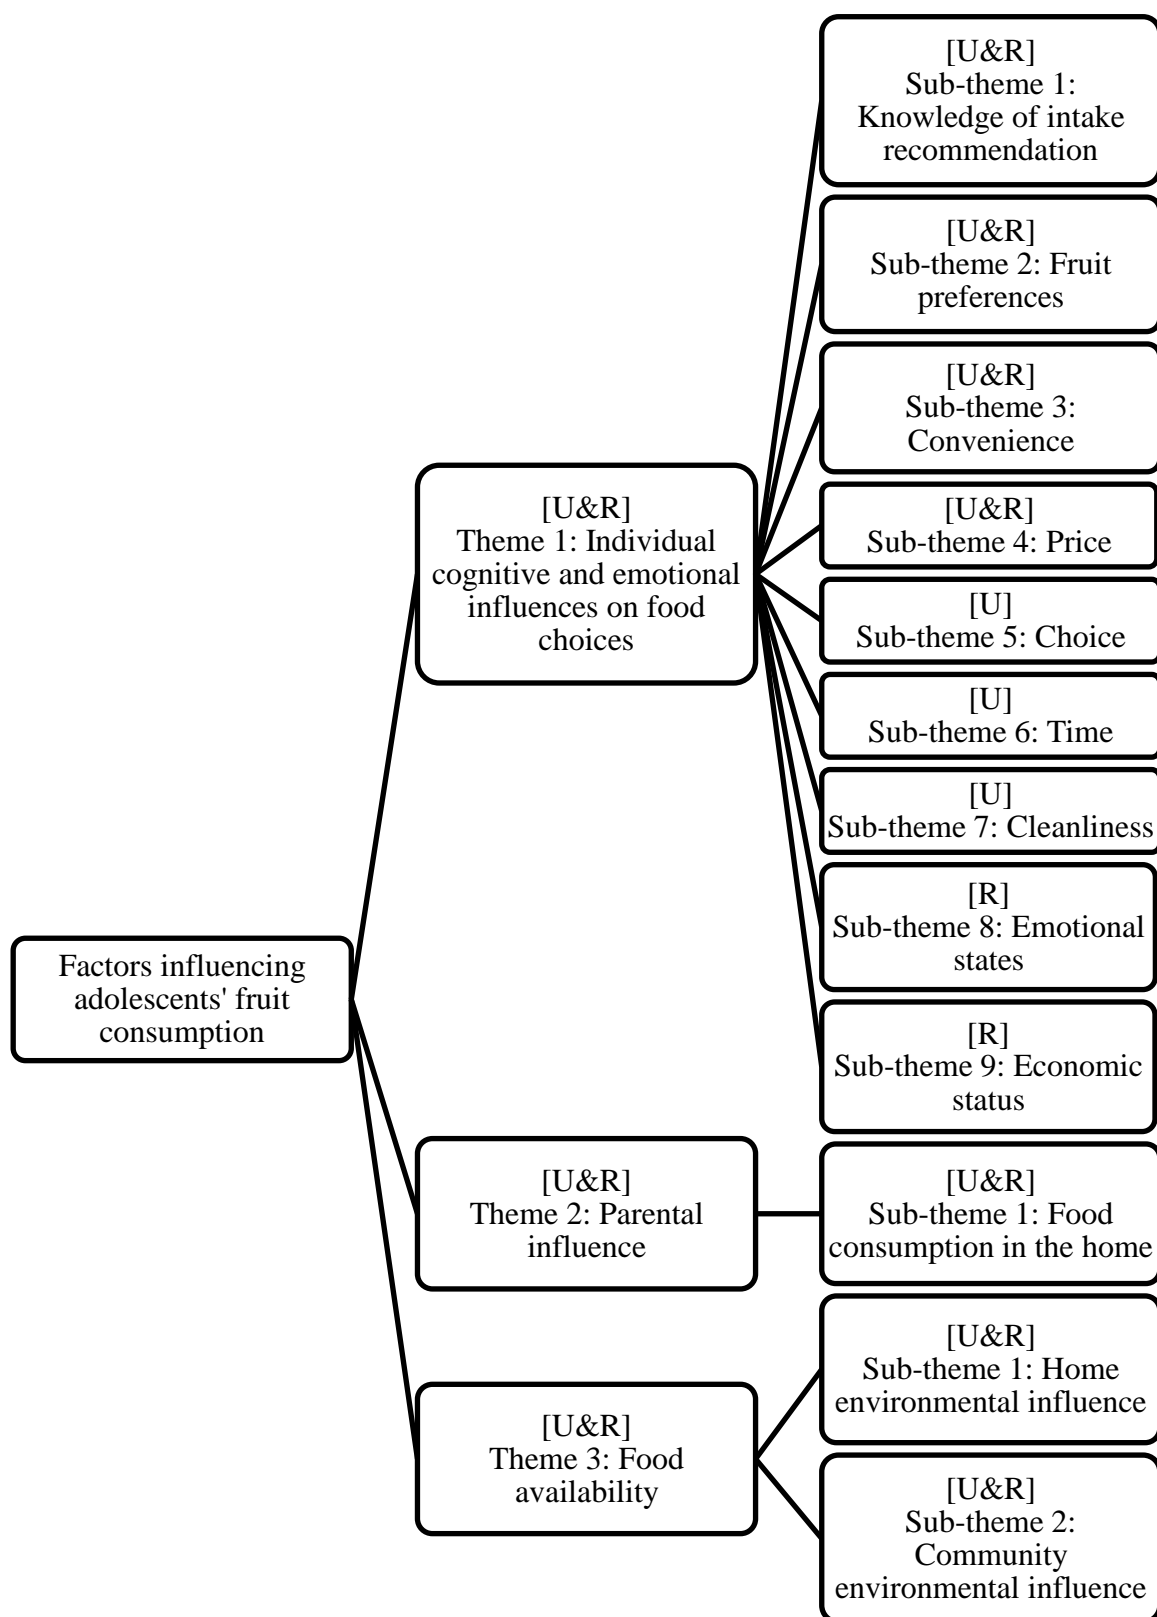 Factors influencing
adolescents' fruit
consumption
[U&R]
Theme 1: Individual
cognitive and emotional
influences on food
choices
[U&R]
Sub-theme 1:
Knowledge of intake
recommendation
[U&R]
Sub-theme 2: Fruit
preferences
[U&R]
Sub-theme 3:
Convenience
[U&R]
Sub-theme 4: Price
[U]
Sub-theme 5: Choice
[U]
Sub-theme 6: Time
[U]
Sub-theme 7: Cleanliness
[R]
Sub-theme 8: Emotional
states
[R]
Sub-theme 9: Economic
status
[U&R]
Theme 2: Parental
influence
[U&R]
Sub-theme 1: Food
consumption in the home
[U&R]
Theme 3: Food
availability
[U&R]
Sub-theme 1: Home
environmental influence
[U&R]
Sub-theme 2:
Community
environmental influence